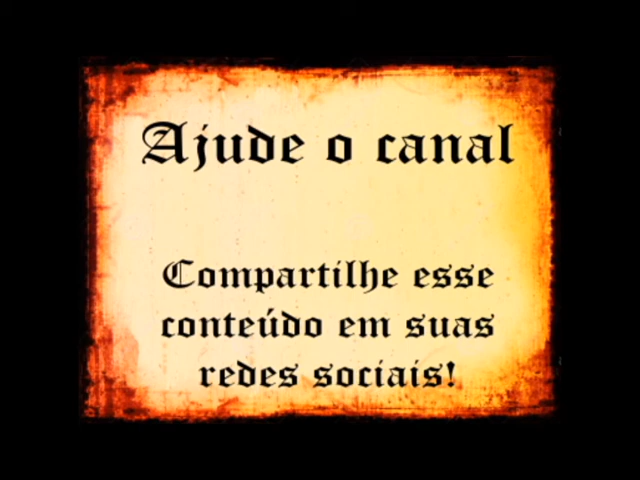 Ajude o canal
Compartilhe esse
conteúdo em suas
redes sociais!